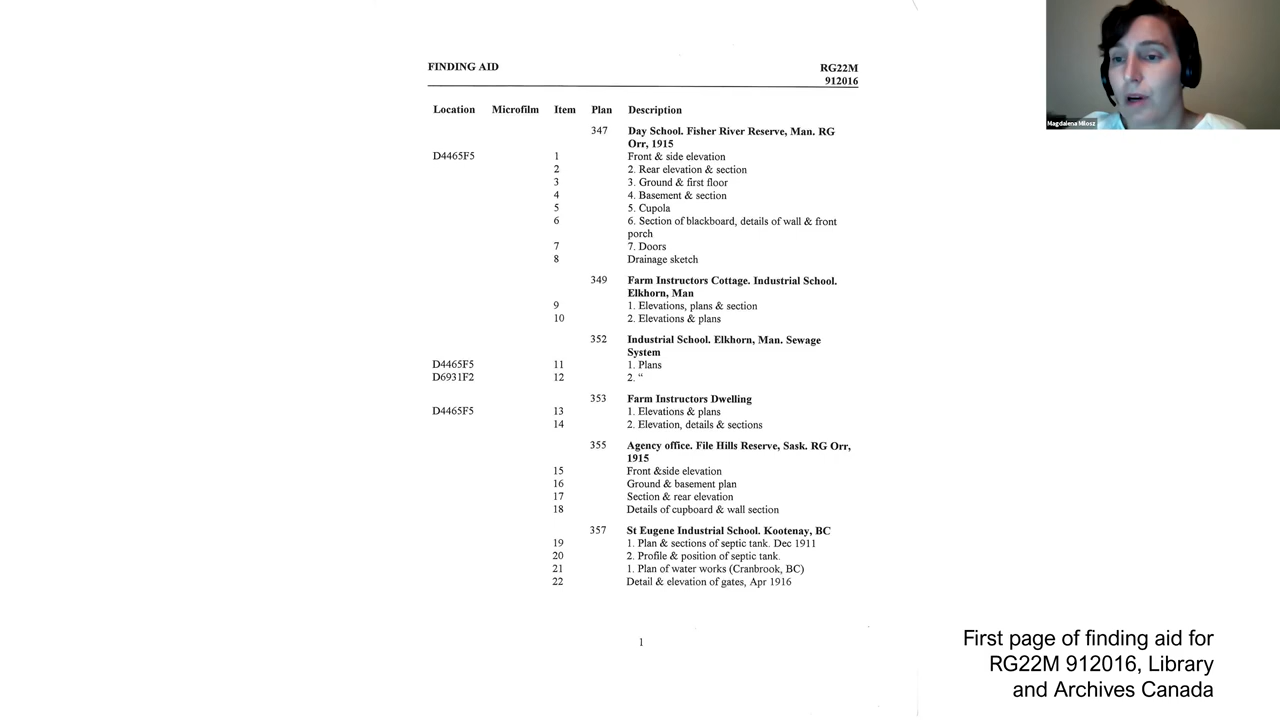 FINDING AID RG22M
912016
Location Microfilm Item Plan Description
347 Day School. Fisher River Reserve, Man. RG
Orr, 1915
D4465F5 1 Front & side elevation
2 2. Rear elevation & section
3 3. Ground & first floor
4 4. Basement & section
5 5. Cupola
6 6. Section of blackboard, details of wall & front
porch
7 7. Doors
8 Drainage sketch
349 Farm Instructors Cottage. Industrial School.
Elkhorn, Man
9 1. Elevations, plans & section
10 2. Elevations & plans
352 Industrial School. Elkhorn, Man. Sewage
System
D4465F5 11 1. Plans
D6931F2 12 2. “
353 Farm Instructors Dwelling
D4465F5 13 1. Elevations & plans
14 2. Elevation, details & sections
355 Agency office. File Hills Reserve, Sask. RG Orr,
1915
15 Front &side elevation
16 Ground & basement plan
17 Section & rear elevation
18 Details of cupboard & wall section
357 St Eugene Industrial School. Kootenay, BC
19 1. Plan & sections of septic tank. Dec 1911
20 2. Profile & position of septic tank.
21 1. Plan of water works (Cranbrook, BC)
22 Detail & elevation of gates, Apr 1916
1
Magdalena Milosz
First page of finding aid for
RG22M 912016, Library
and Archives Canada